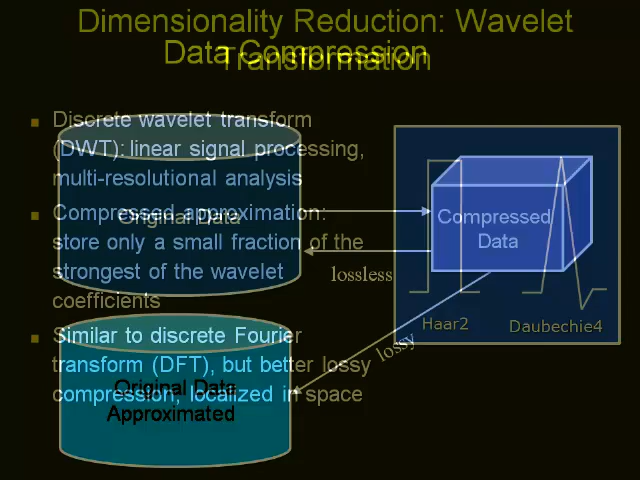 Dimensionality Reduction: Wavelet
Transformation
Data Compression
Discrete wavelet transform
(DWT): linear signal processing,
multi-resolutional analysis
Compressed approximation:
store only a small fraction of the
strongest of the wavelet
coefficients
Similar to discrete Fourier
transform (DFT), but better lossy
compression, localized in space
Original Data
Compressed
Data
lossless
Haar2
Daubechie4
lossy
Original Data
Approximated